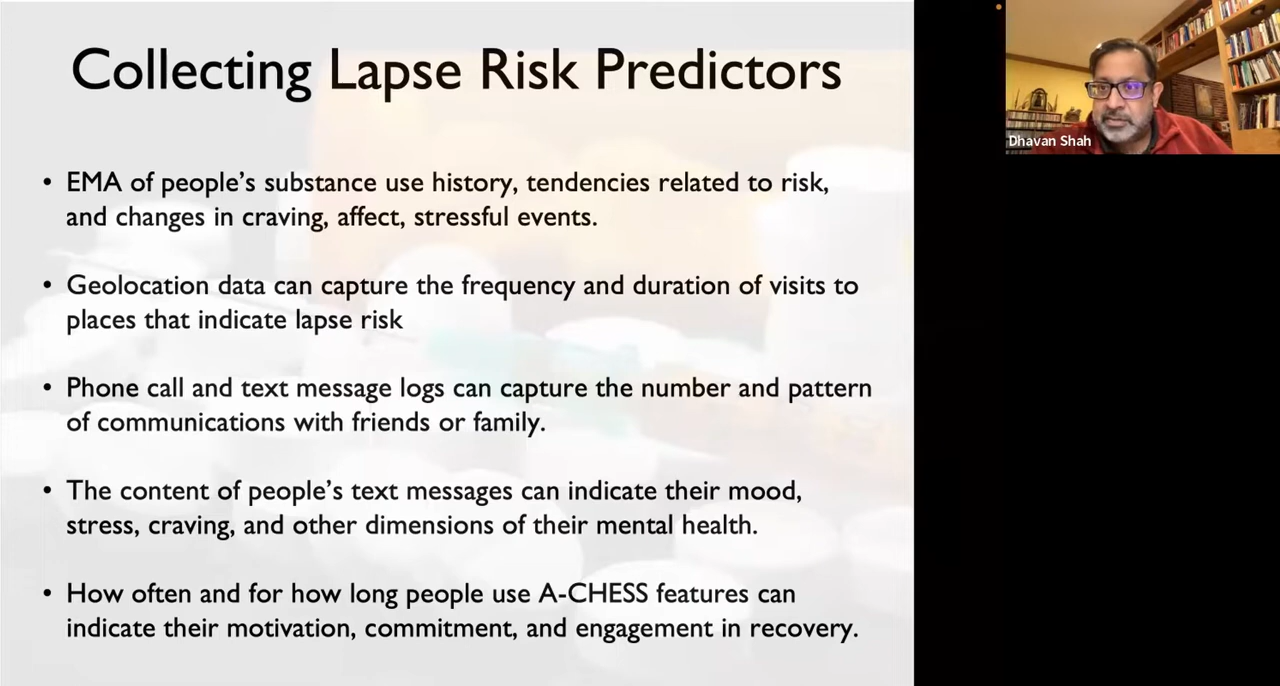 Collecting Lapse Risk Predictors
• EMA of people's substance use history, tendencies related to risk,
and changes in craving, affect, stressful events.
• Geolocation data can capture the frequency and duration of visits to
places that indicate lapse risk
• Phone call and text message logs can capture the number and pattern
of communications with friends or family.
• The content of people's text messages can indicate their mood,
stress, craving, and other dimensions of their mental health.
• How often and for how long people use A-CHESS features can
indicate their motivation, commitment, and engagement in recovery.
Dhavan Shah